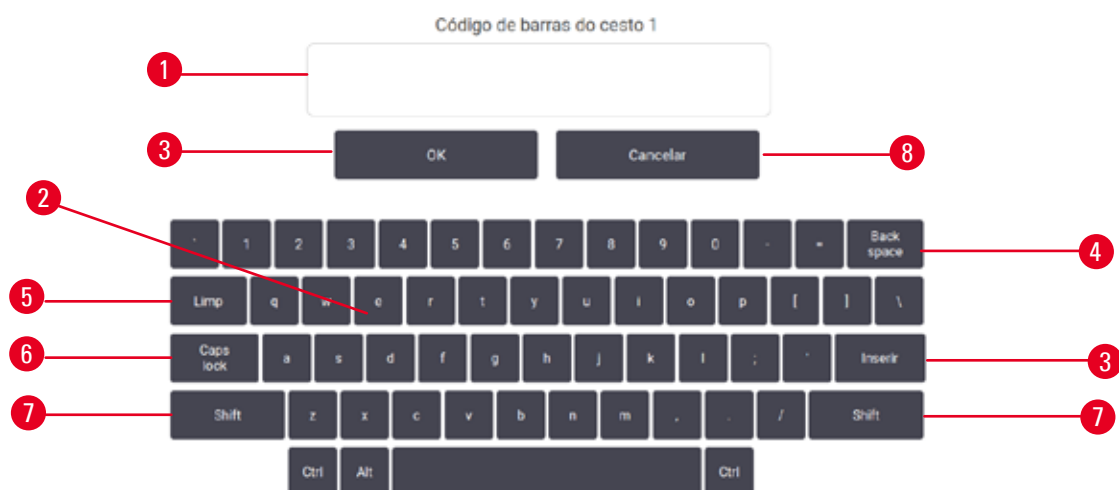 Código de barras do cesto 1
1
3 OK Cancelar 8
2
` 1 2 3 4 5 6 7 8 9 0 - = Back space 4
5 Limp q w e r t y u i o p [ ] \
6 Caps lock a s d f g h j k l ; ' Inserir 3
7 Shift z x c v b n m , . / Shift 7
Ctrl Alt Ctrl